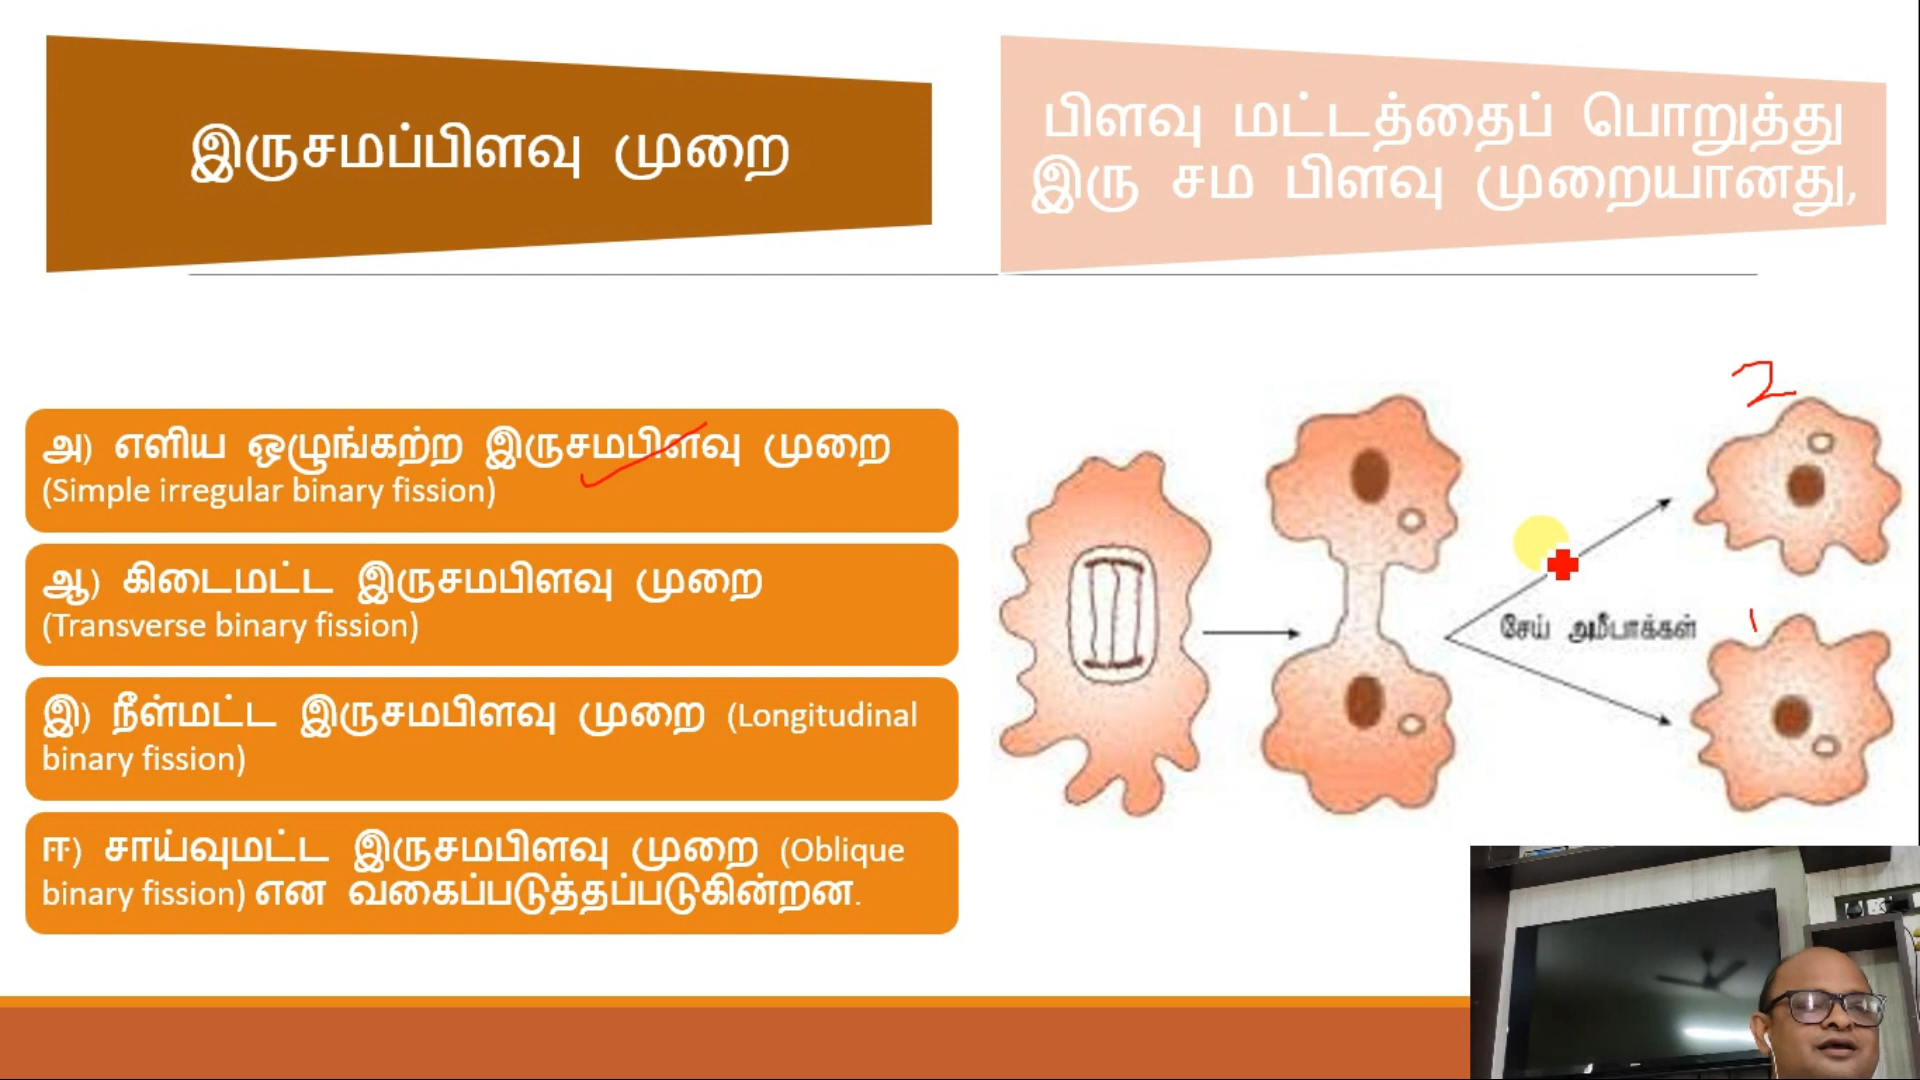 இருசமப்பிளவு முறை
பிளவு மட்டத்தைப் பொறுத்து
இரு சம பிளவு முறையானது,
அ) எளிய ஒழுங்கற்ற இருசமபிளவு முறை
(Simple irregular binary fission)
ஆ) கிடைமட்ட இருசமபிளவு முறை
(Transverse binary fission)
இ) நீள்மட்ட இருசமபிளவு முறை (Longitudinal
binary fission)
ஈ) சாய்வுமட்ட இருசமபிளவு முறை (Oblique
binary fission) என வகைப்படுத்தப்படுகின்றன.
2
சேய் அமீபாக்கள்
1